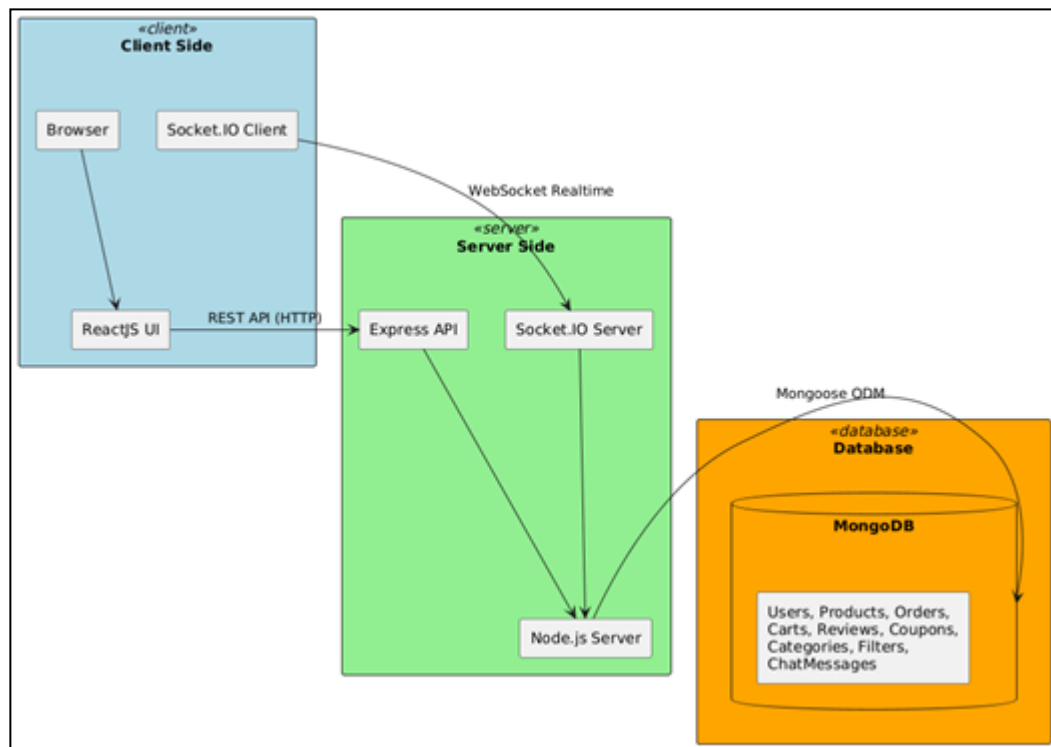 «client»
Client Side
Browser
Socket.IO Client
WebSocket Realtime
«server»
Server Side
ReactJS UI
REST API (HTTP)
Express API
Socket.IO Server
Mongoose ODM
«database»
Database
MongoDB
Users, Products, Orders,
Carts, Reviews, Coupons,
Categories, Filters,
ChatMessages
Node.js Server